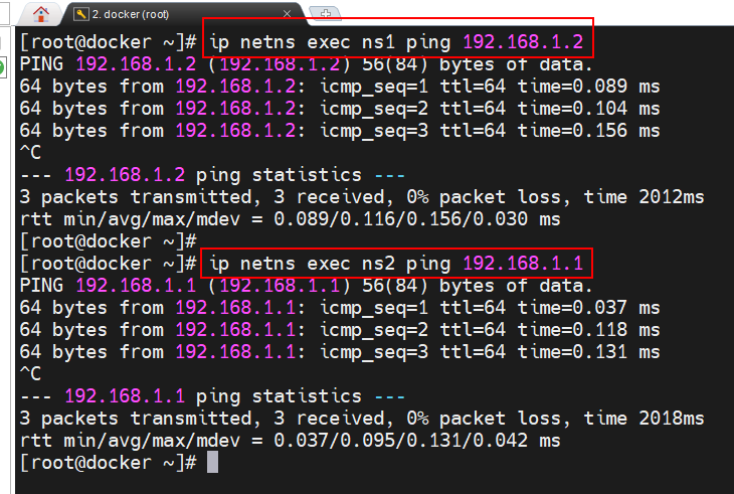 2. docker (root)
[root@docker ~]# ip netns exec ns1 ping 192.168.1.2
PING 192.168.1.2 (192.168.1.2) 56(84) bytes of data.
64 bytes from 192.168.1.2: icmp_seq=1 ttl=64 time=0.089 ms
64 bytes from 192.168.1.2: icmp_seq=2 ttl=64 time=0.104 ms
64 bytes from 192.168.1.2: icmp_seq=3 ttl=64 time=0.156 ms
^C
--- 192.168.1.2 ping statistics ---
3 packets transmitted, 3 received, 0% packet loss, time 2012ms
rtt min/avg/max/mdev = 0.089/0.116/0.156/0.030 ms
[root@docker ~]#
[root@docker ~]# ip netns exec ns2 ping 192.168.1.1
PING 192.168.1.1 (192.168.1.1) 56(84) bytes of data.
64 bytes from 192.168.1.1: icmp_seq=1 ttl=64 time=0.037 ms
64 bytes from 192.168.1.1: icmp_seq=2 ttl=64 time=0.118 ms
64 bytes from 192.168.1.1: icmp_seq=3 ttl=64 time=0.131 ms
^C
--- 192.168.1.1 ping statistics ---
3 packets transmitted, 3 received, 0% packet loss, time 2018ms
rtt min/avg/max/mdev = 0.037/0.095/0.131/0.042 ms
[root@docker ~]#